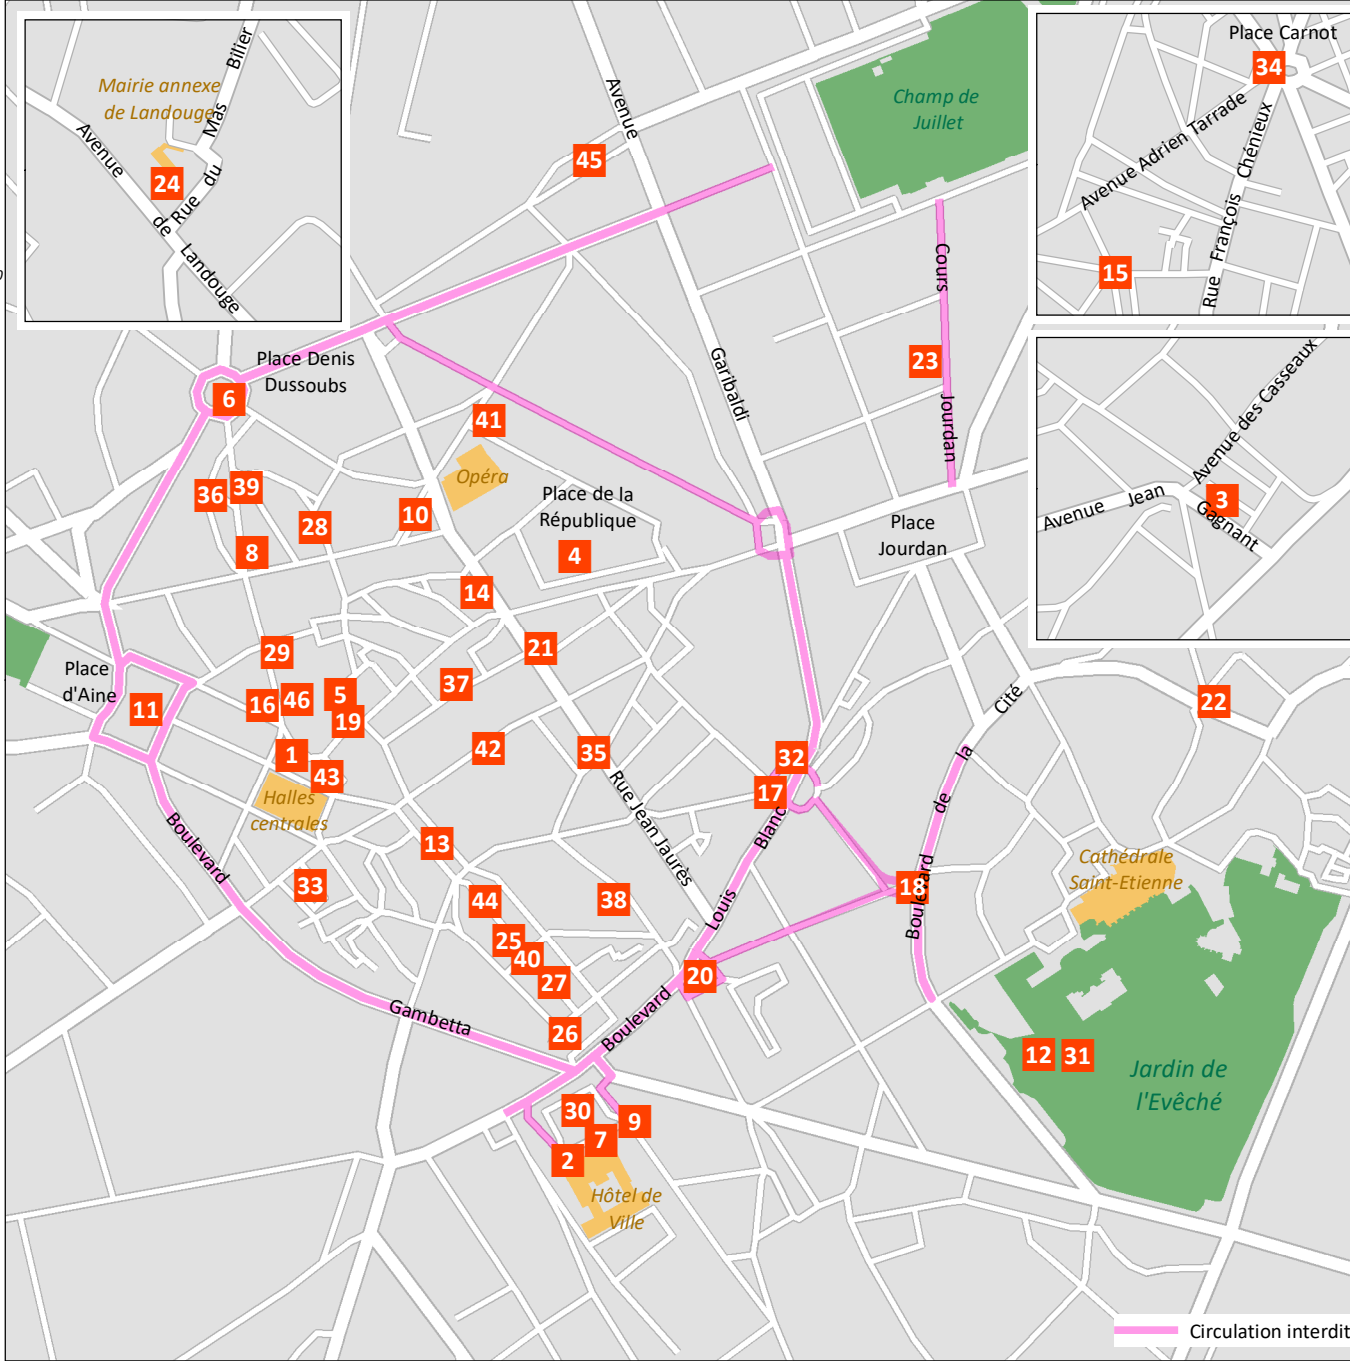 Mairie annexe
de Landouge
Rue du Mas Bilier
Avenue de Landouge
24
Avenue Garibaldi
45
Champ de
Juillet
Place Carnot
34
Avenue Adrien Tarrade
Rue François Chénieux
15
Cours Jourdan
23
Place Denis
Dussoubs
6
41
Opéra
Place de la
République
4
10
36
39
28
8
14
21
Place
Jourdan
Avenue des Casseaux
Avenue Jean Gagnant
3
29
Place
d'Aine
11
16
46
5
19
37
1
43
42
35
32
17
22
Halles
centrales
Rue Jean Jaurès
Boulevard Louis Blanc
Boulevard de la Cité
13
33
44
38
18
Cathédrale
Saint-Etienne
25
40
27
20
26
Boulevard Gambetta
12
31
Jardin de
l'Evêché
30
9
7
2
Hôtel de
Ville
Circulation interdit